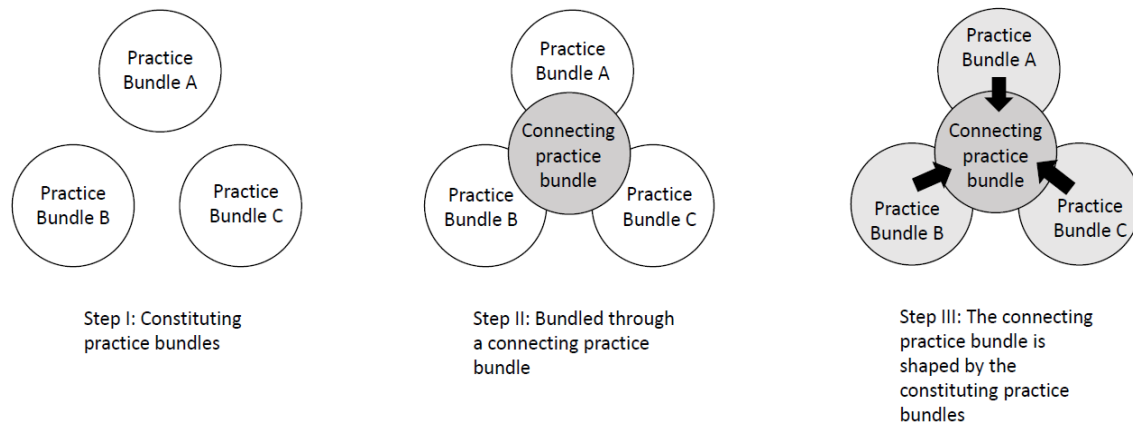 Practice
Bundle A
Practice
Bundle B
Practice
Bundle C
Step I: Constituting
practice bundles
Practice
Bundle A
Connecting
practice
bundle
Practice
Bundle B
Practice
Bundle C
Step II: Bundled through
a connecting practice
bundle
Practice
Bundle A
Connecting
practice
bundle
Practice
Bundle B
Practice
Bundle C
Step III: The connecting
practice bundle is
shaped by the
constituting practice
bundles